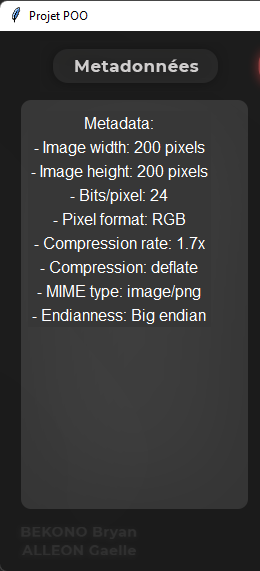 Projet POO
Metadonnées
Metadata:
- Image width: 200 pixels
- Image height: 200 pixels
- Bits/pixel: 24
- Pixel format: RGB
- Compression rate: 1.7x
- Compression: deflate
- MIME type: image/png
- Endianness: Big endian
BEKONO Bryan
ALLEON Gaelle